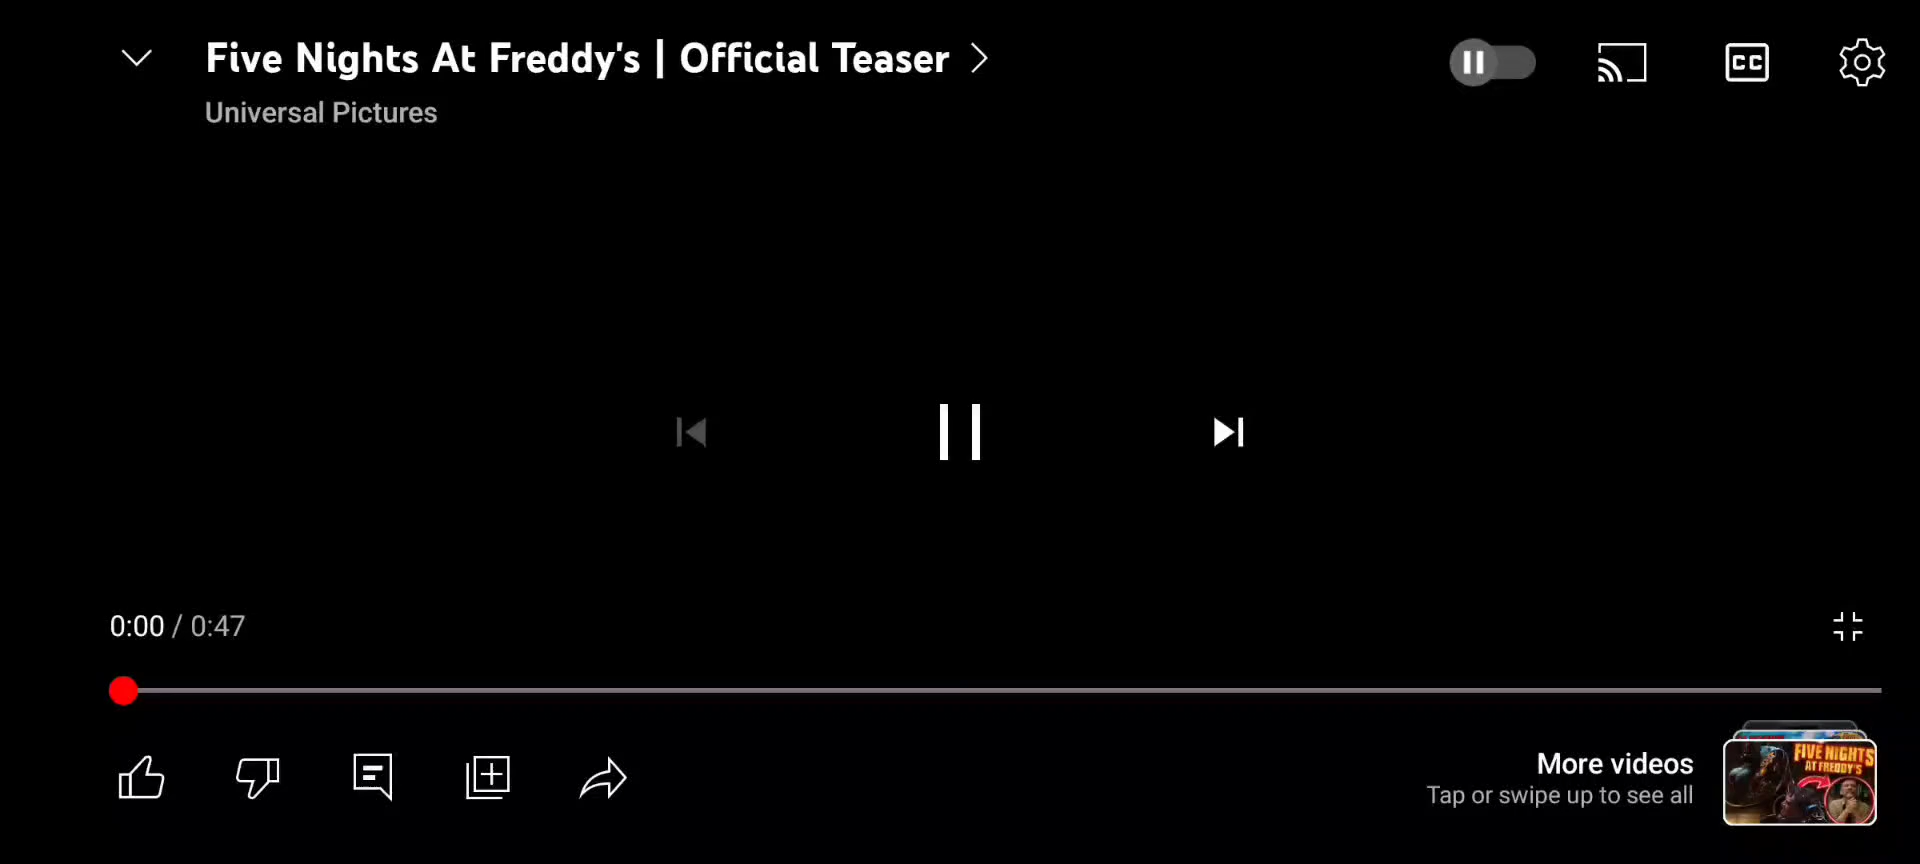 Five Nights At Freddy's | Official Teaser
Universal Pictures
CC
0:00 / 0:47
More videos
Tap or swipe up to see all
FIVE NIGHTS
AT FREDDY'S